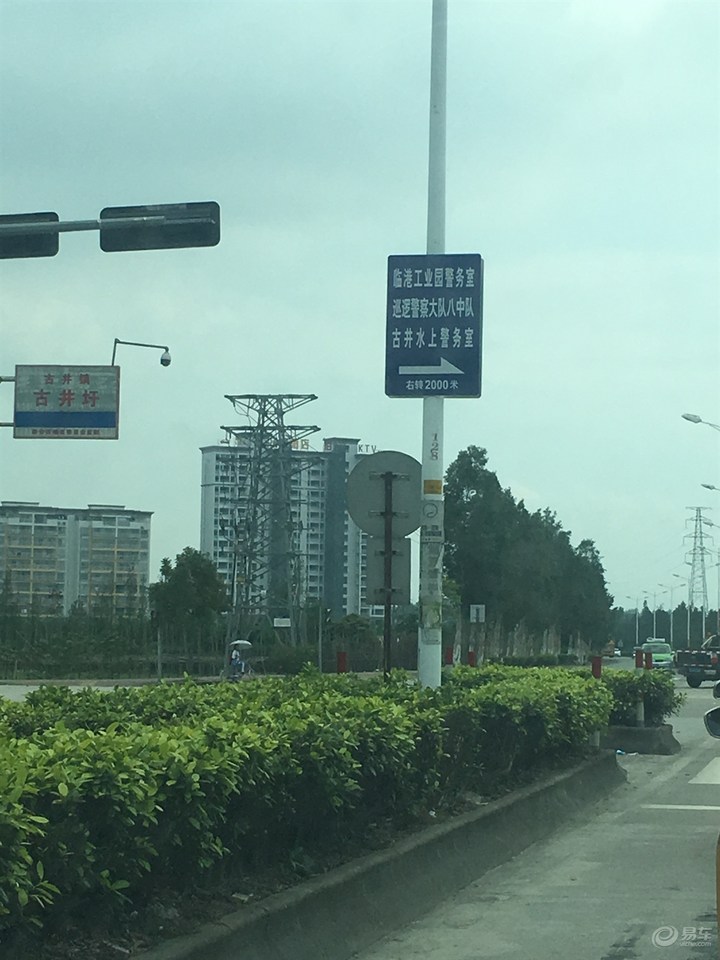 临港工业园警务室
巡逻警察大队八中队
古井水上警务室
右转2000米
古井镇
古井圩
KTV
128
易车